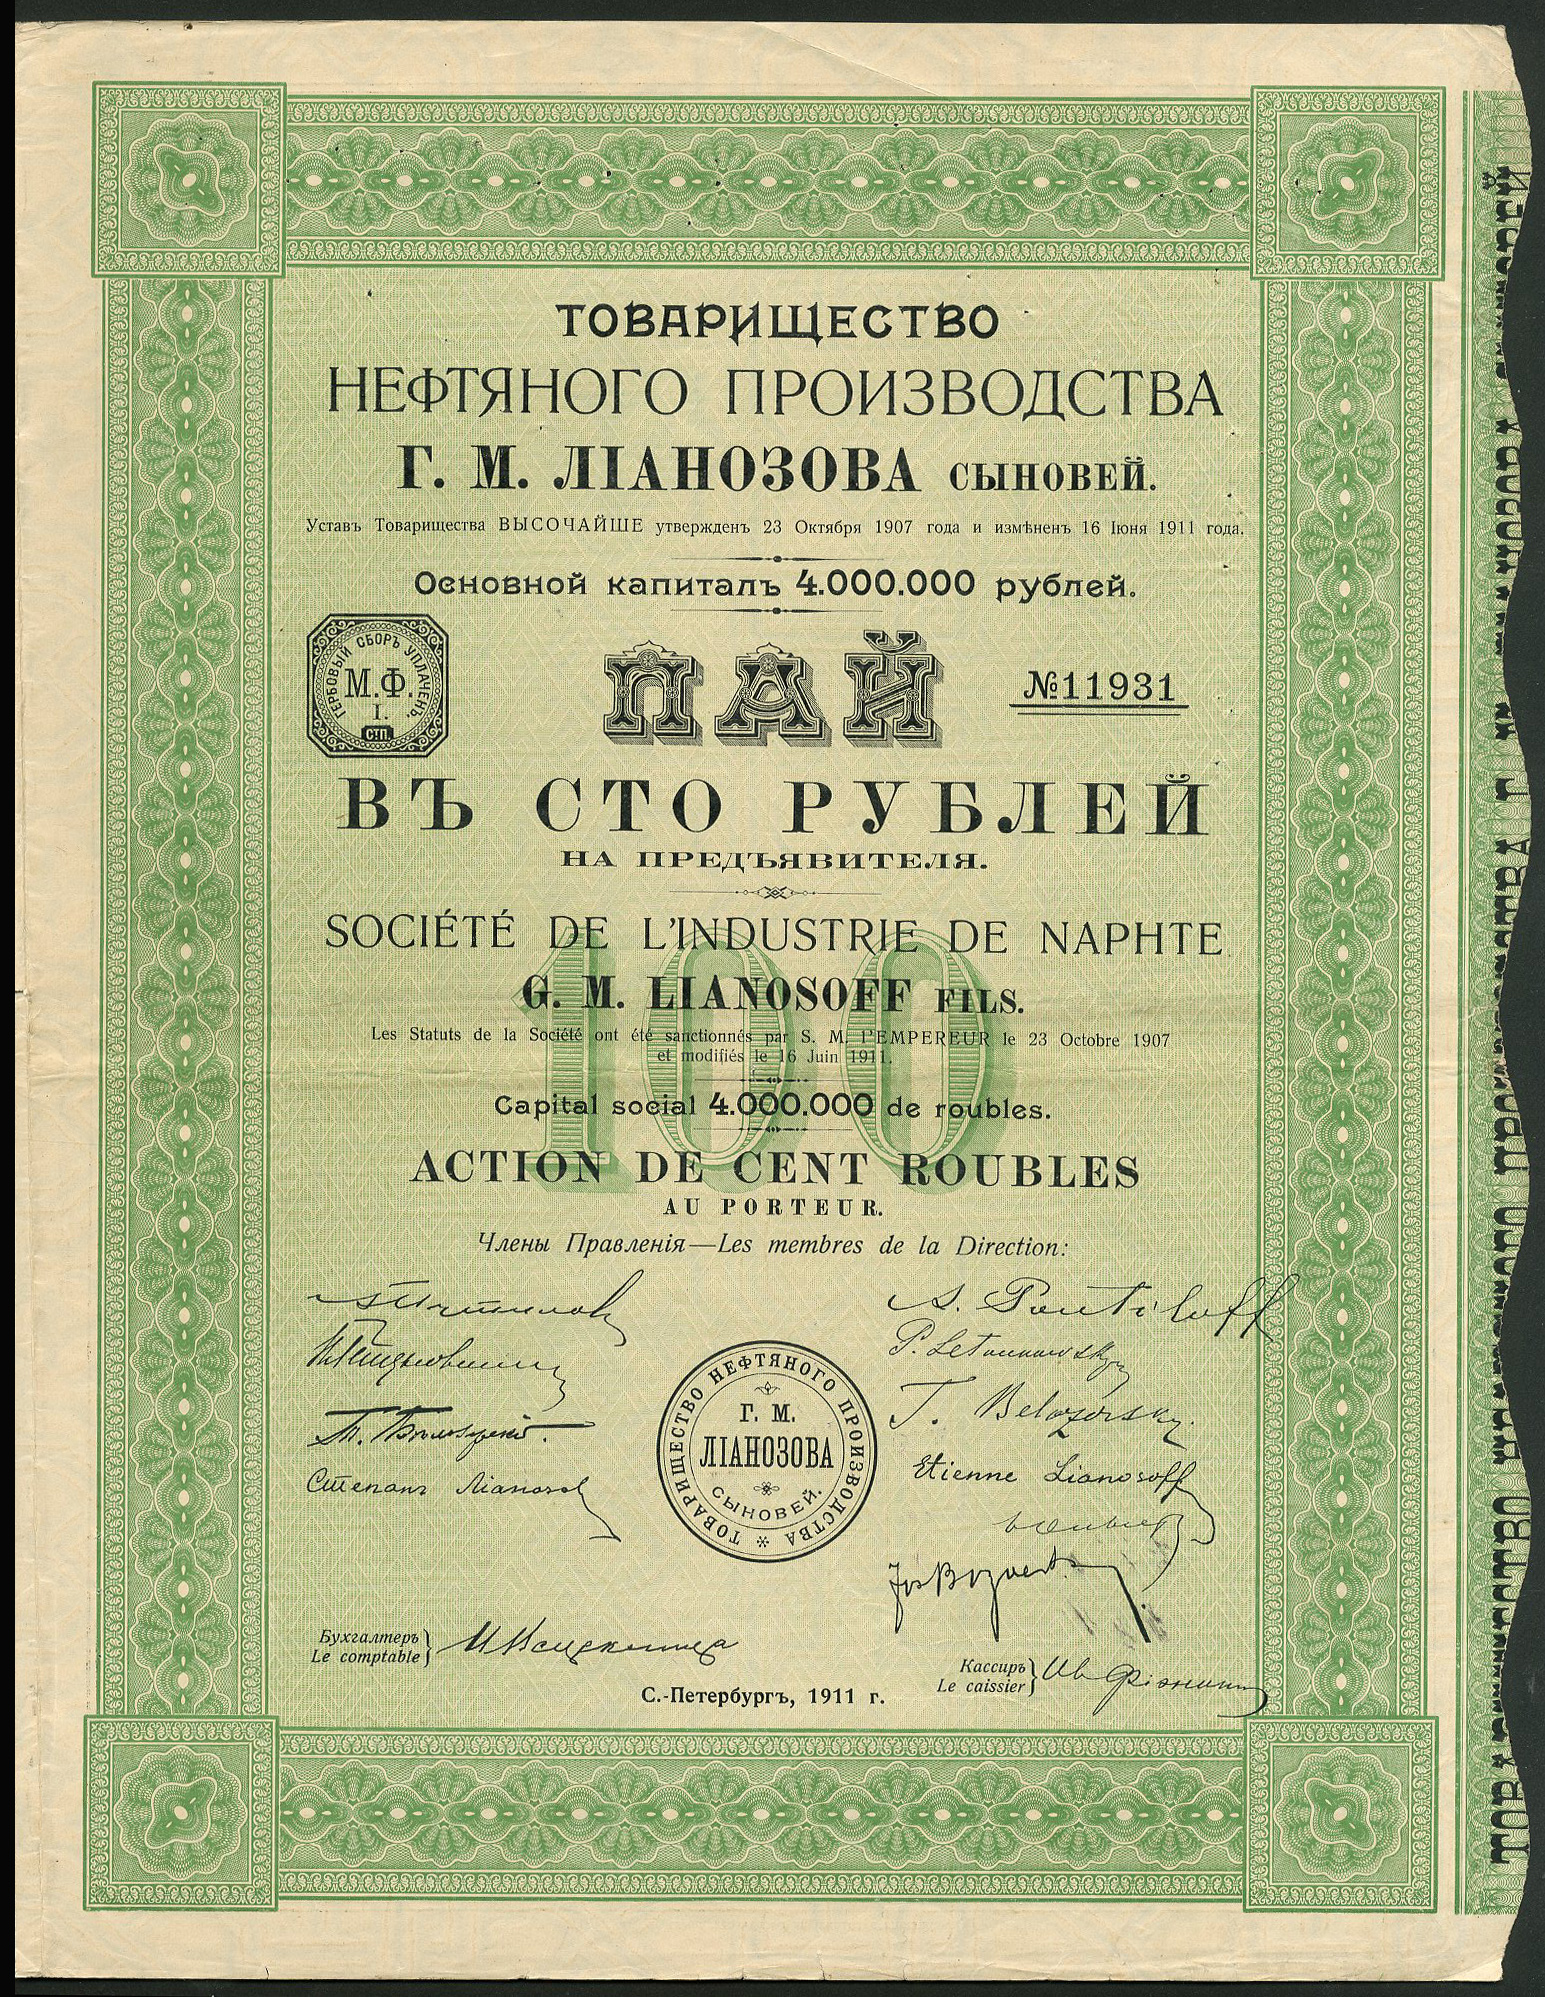 ТОВАРИЩЕСТВО
НЕФТЯНОГО ПРОИЗВОДСТВА
Г. М. ЛІАНОЗОВА СЫНОВЕЙ.
Уставъ Товарищества ВЫСОЧАЙШЕ утвержденъ 23 Октября 1907 года и измѣненъ 16 Іюня 1911 года.
Основной капиталъ 4.000.000 рублей.
ГЕРБОВЫЙ СБОРЪ УПЛАЧЕНЪ.
М.Ф.
I.
СТП.
ПАЙ
№11931
ВЪ СТО РУБЛЕЙ
НА ПРЕДЪЯВИТЕЛЯ.
100
SOCIÉTÉ DE L'INDUSTRIE DE NAPHTE
G. M. LIANOSOFF FILS.
Les Statuts de la Société ont été sanctionnés par S. M. l'EMPEREUR le 23 Octobre 1907
et modifiés le 16 Juin 1911.
Capital social 4.000.000 de roubles.
ACTION DE CENT ROUBLES
AU PORTEUR.
Члены Правленія—Les membres de la Direction:
S. Poutiloff
T. Belozorsky.
Степанъ Ліанозов
Etienne Lianosoff
ТОВАРИЩЕСТВО НЕФТЯНОГО ПРОИЗВОДСТВА
Г. М.
ЛІАНОЗОВА
СЫНОВЕЙ.
Бухгалтеръ
Le comptable
Кассиръ
Le caissier
С.-Петербургъ, 1911 г.